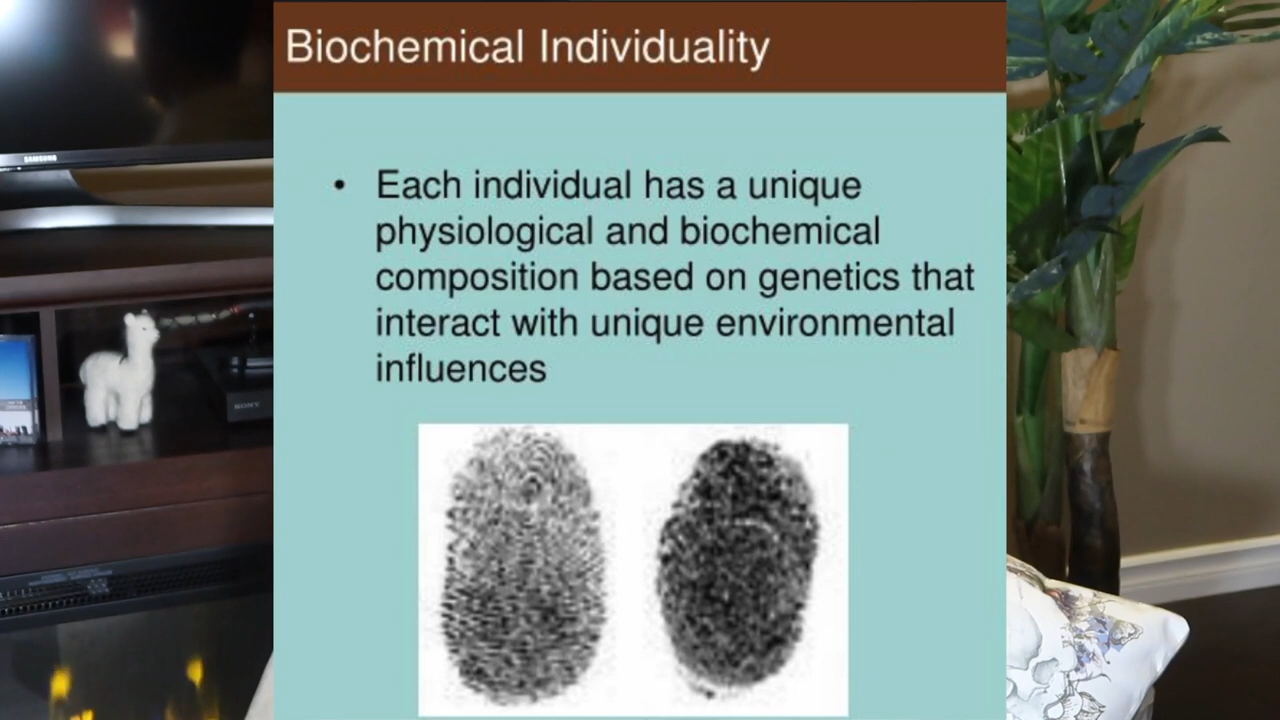 Biochemical Individuality
• Each individual has a unique
physiological and biochemical
composition based on genetics that
interact with unique environmental
influences
SAMSUNG
SONY